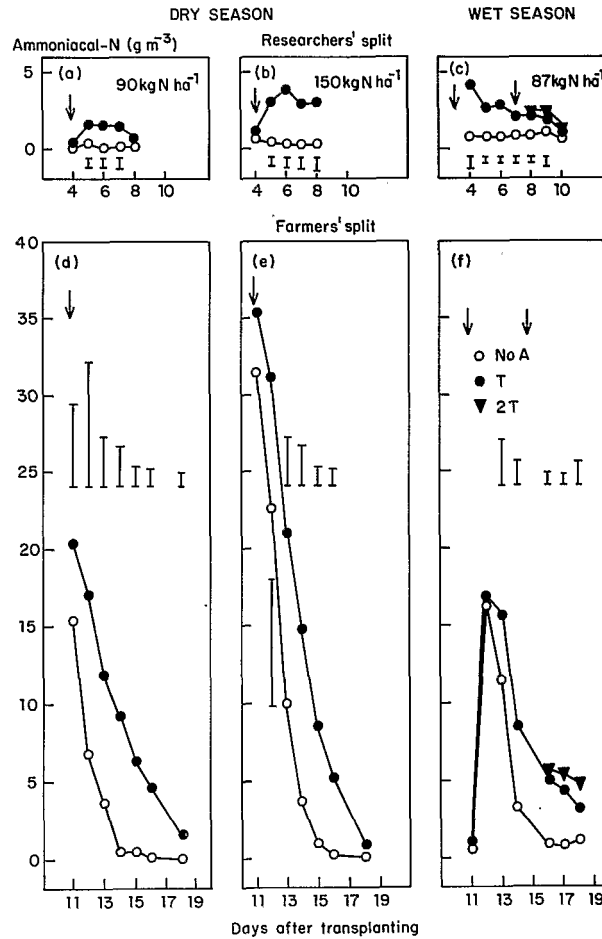 DRY SEASON WET SEASON
Ammoniacal-N (g m⁻³) Researchers' split
(a) 90kgN ha⁻¹ (b) 150kgN ha⁻¹ (c) 87kgN ha⁻¹
5
0
4 6 8 10 4 6 8 10 4 6 8 10
Farmers' split
40
(d) (e) (f)
35
No A
T
2T
30
25
20
15
10
5
0
11 13 15 17 19 11 13 15 17 19 11 13 15 17 19
Days after transplanting